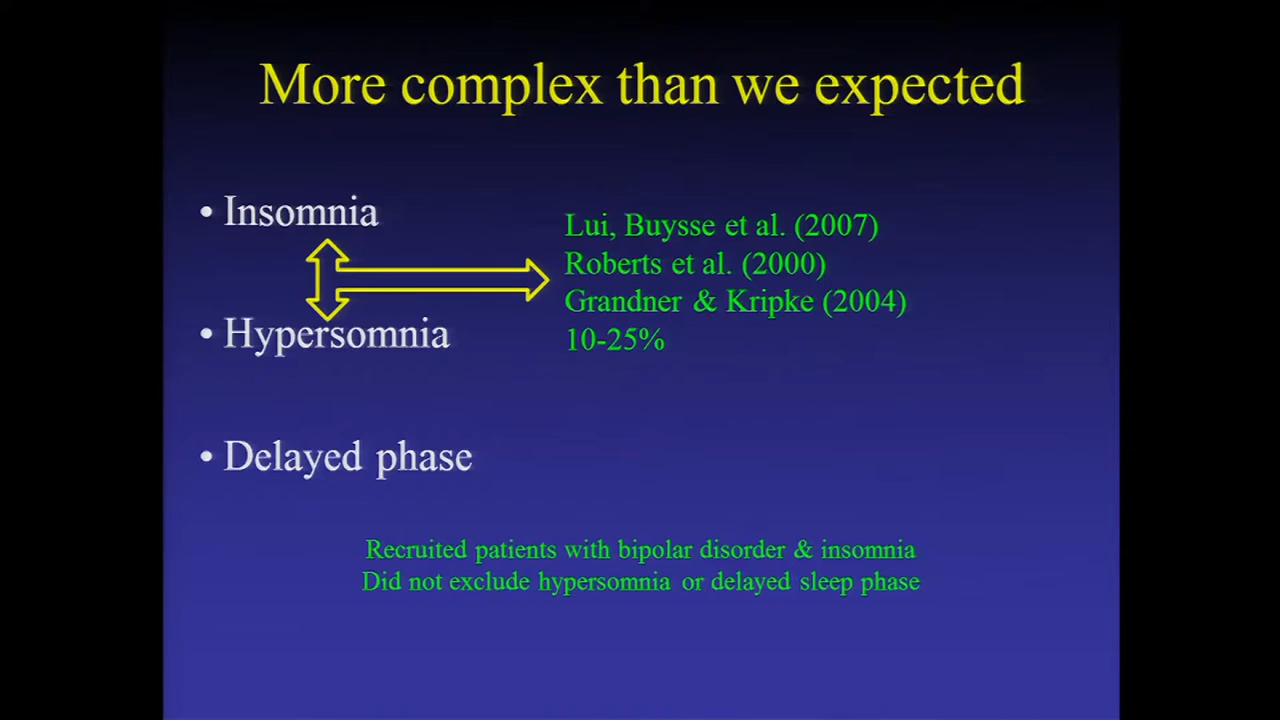 More complex than we expected
• Insomnia
Lui, Buysse et al. (2007)
Roberts et al. (2000)
Grandner & Kripke (2004)
10-25%
• Hypersomnia
• Delayed phase
Recruited patients with bipolar disorder & insomnia
Did not exclude hypersomnia or delayed sleep phase